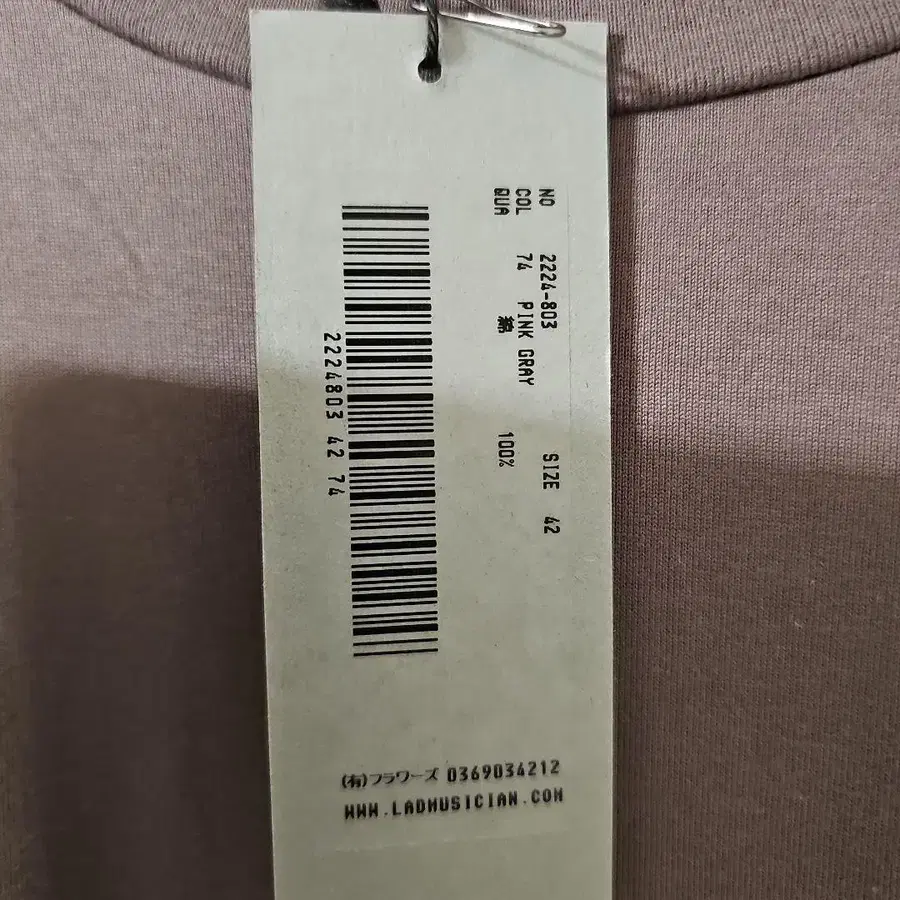 NO 2224-803 SIZE 42
COL 74 PINK GRAY
QUA 綿 100%
2224803 42 74
(有)フラワーズ 0369034212
WWW.LADMUSICIAN.COM